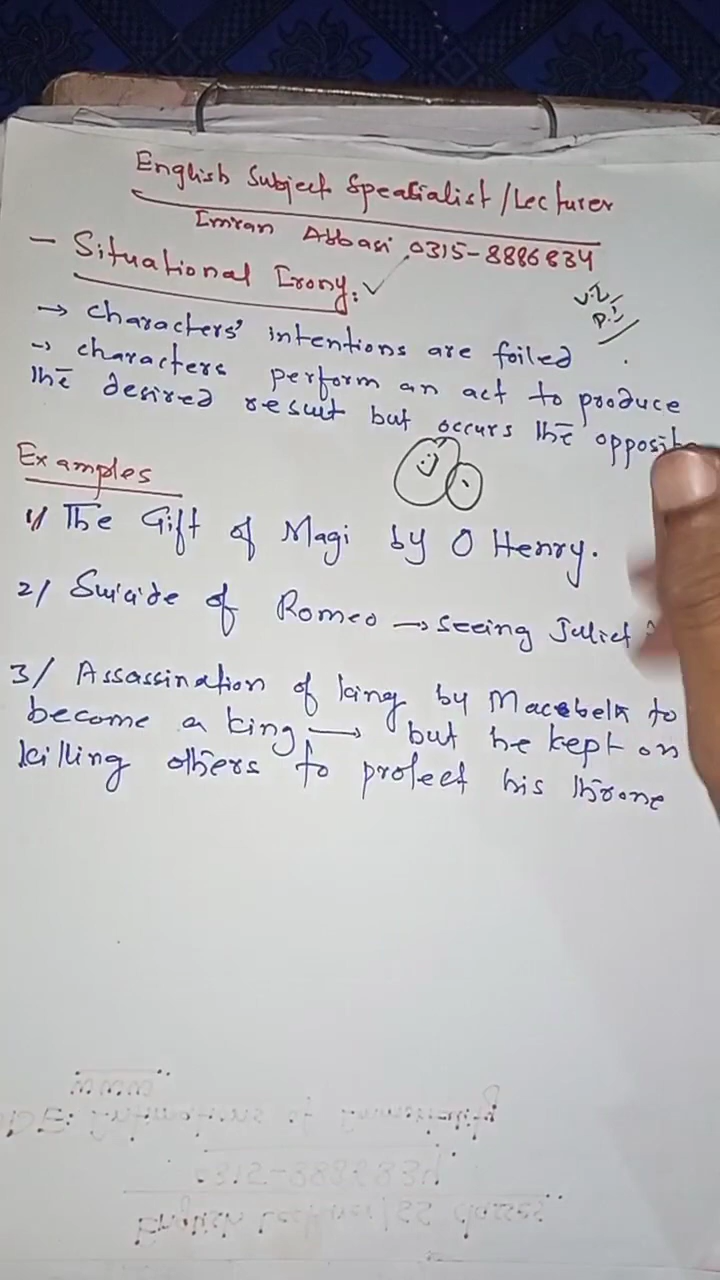 English Subject Specialist/Lecturer
Imran Abbasi 0315-8886834
- Situational Irony:
→ characters' intentions are foiled
→ characters perform an act to produce
the desired result but occurs the opposite
Examples
1/ The Gift of Magi by O Henry.
2/ Suicide of Romeo → seeing Juliet
3/ Assassination of king by Macebeth to
become a king → but he kept on
killing others to protect his throne